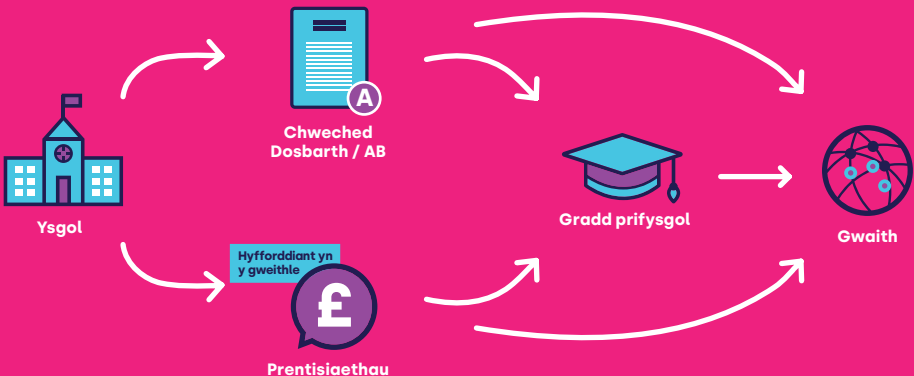 Ysgol
A
Chweched
Dosbarth / AB
Hyfforddiant yn
y gweithle
£
Prentisiaethau
Gradd prifysgol
Gwaith